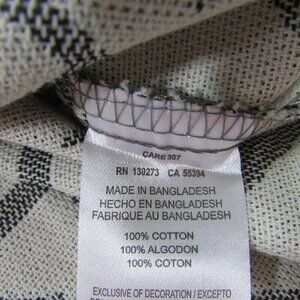 CARE 307
RN 130273 CA 55394
MADE IN BANGLADESH
HECHO EN BANGLADESH
FABRIQUE AU BANGLADESH
100% COTTON
100% ALGODON
100% COTON
EXCLUSIVE OF DECORATION / EXCEPTO